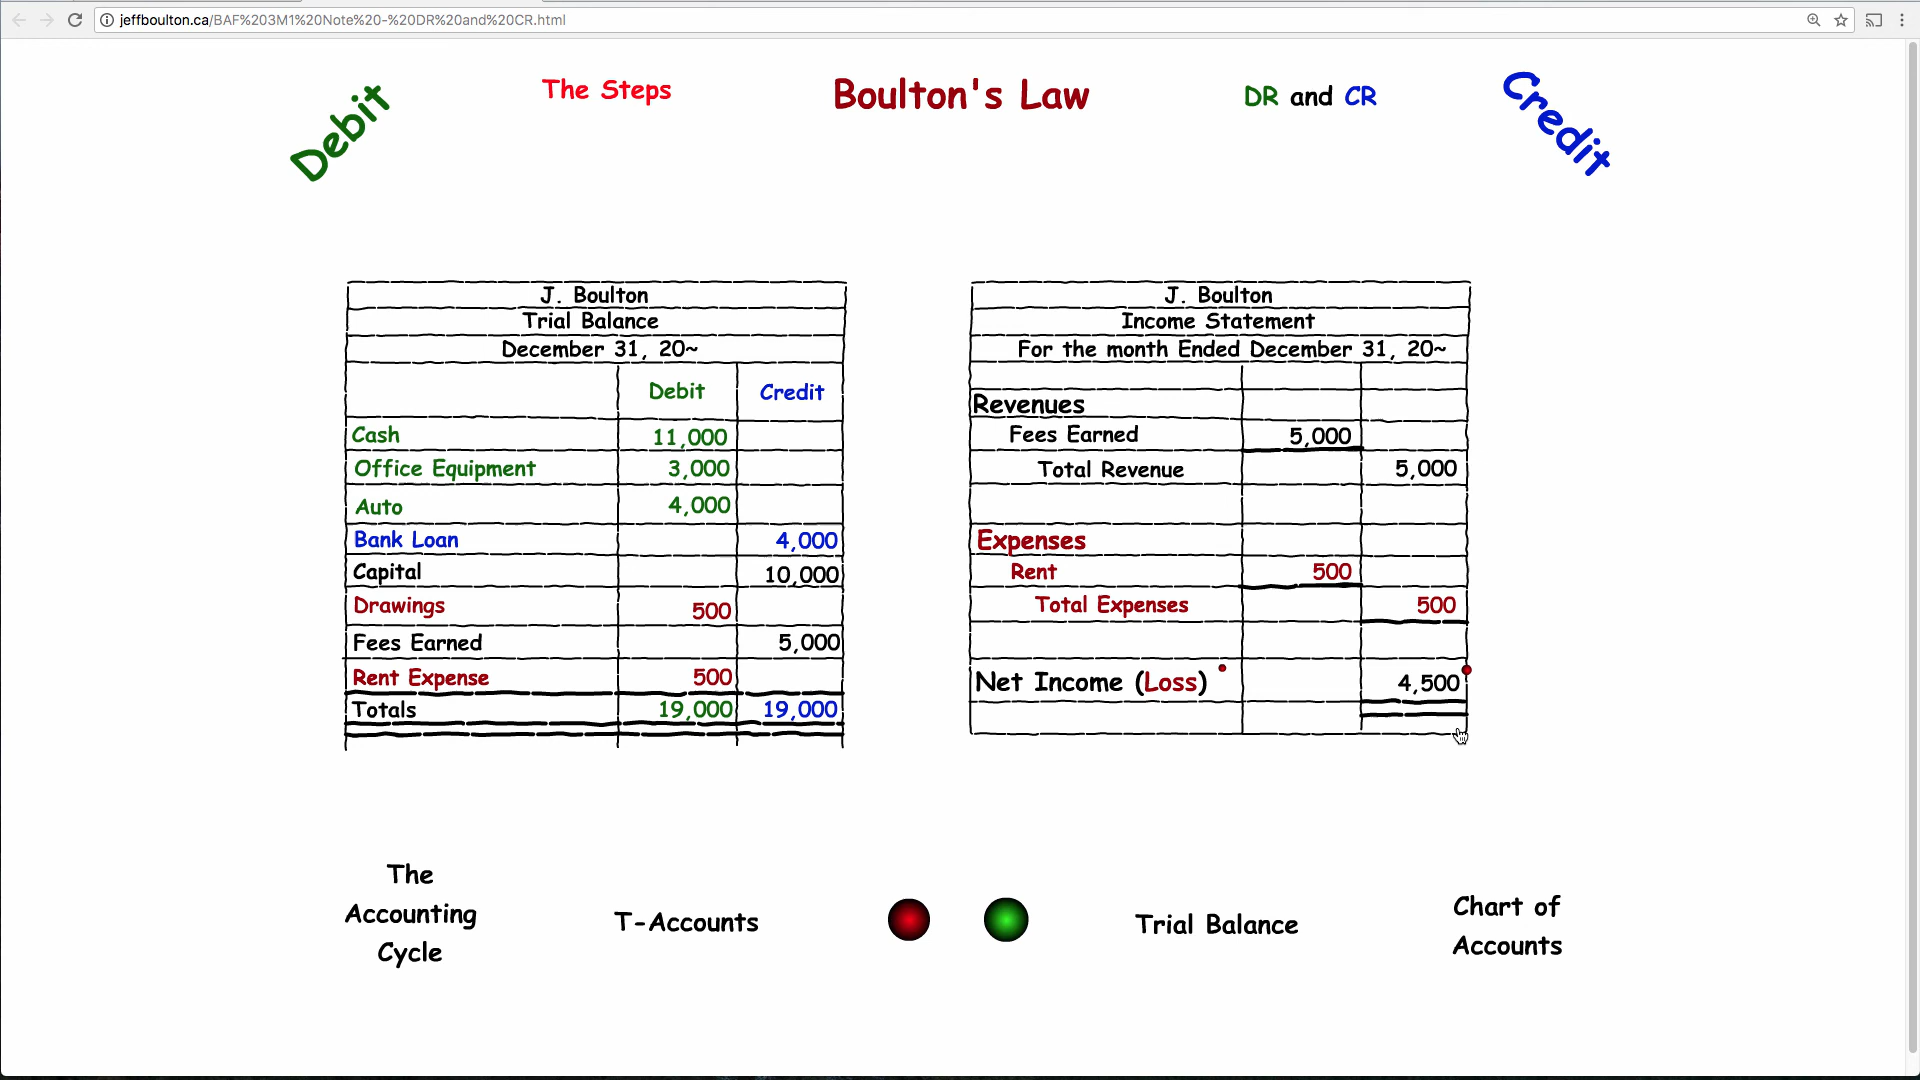 jeffboulton.ca/BAF%203M1%20Note%20-%20DR%20and%20CR.html
Debit
The Steps
Boulton's Law
DR and CR
Credit
J. Boulton
Trial Balance
December 31, 20~
Debit Credit
Cash 11,000
Office Equipment 3,000
Auto 4,000
Bank Loan 4,000
Capital 10,000
Drawings 500
Fees Earned 5,000
Rent Expense 500
Totals 19,000 19,000
J. Boulton
Income Statement
For the month Ended December 31, 20~
Revenues
Fees Earned 5,000
Total Revenue 5,000
Expenses
Rent 500
Total Expenses 500
Net Income (Loss) 4,500
The
Accounting
Cycle
T-Accounts
Trial Balance
Chart of
Accounts